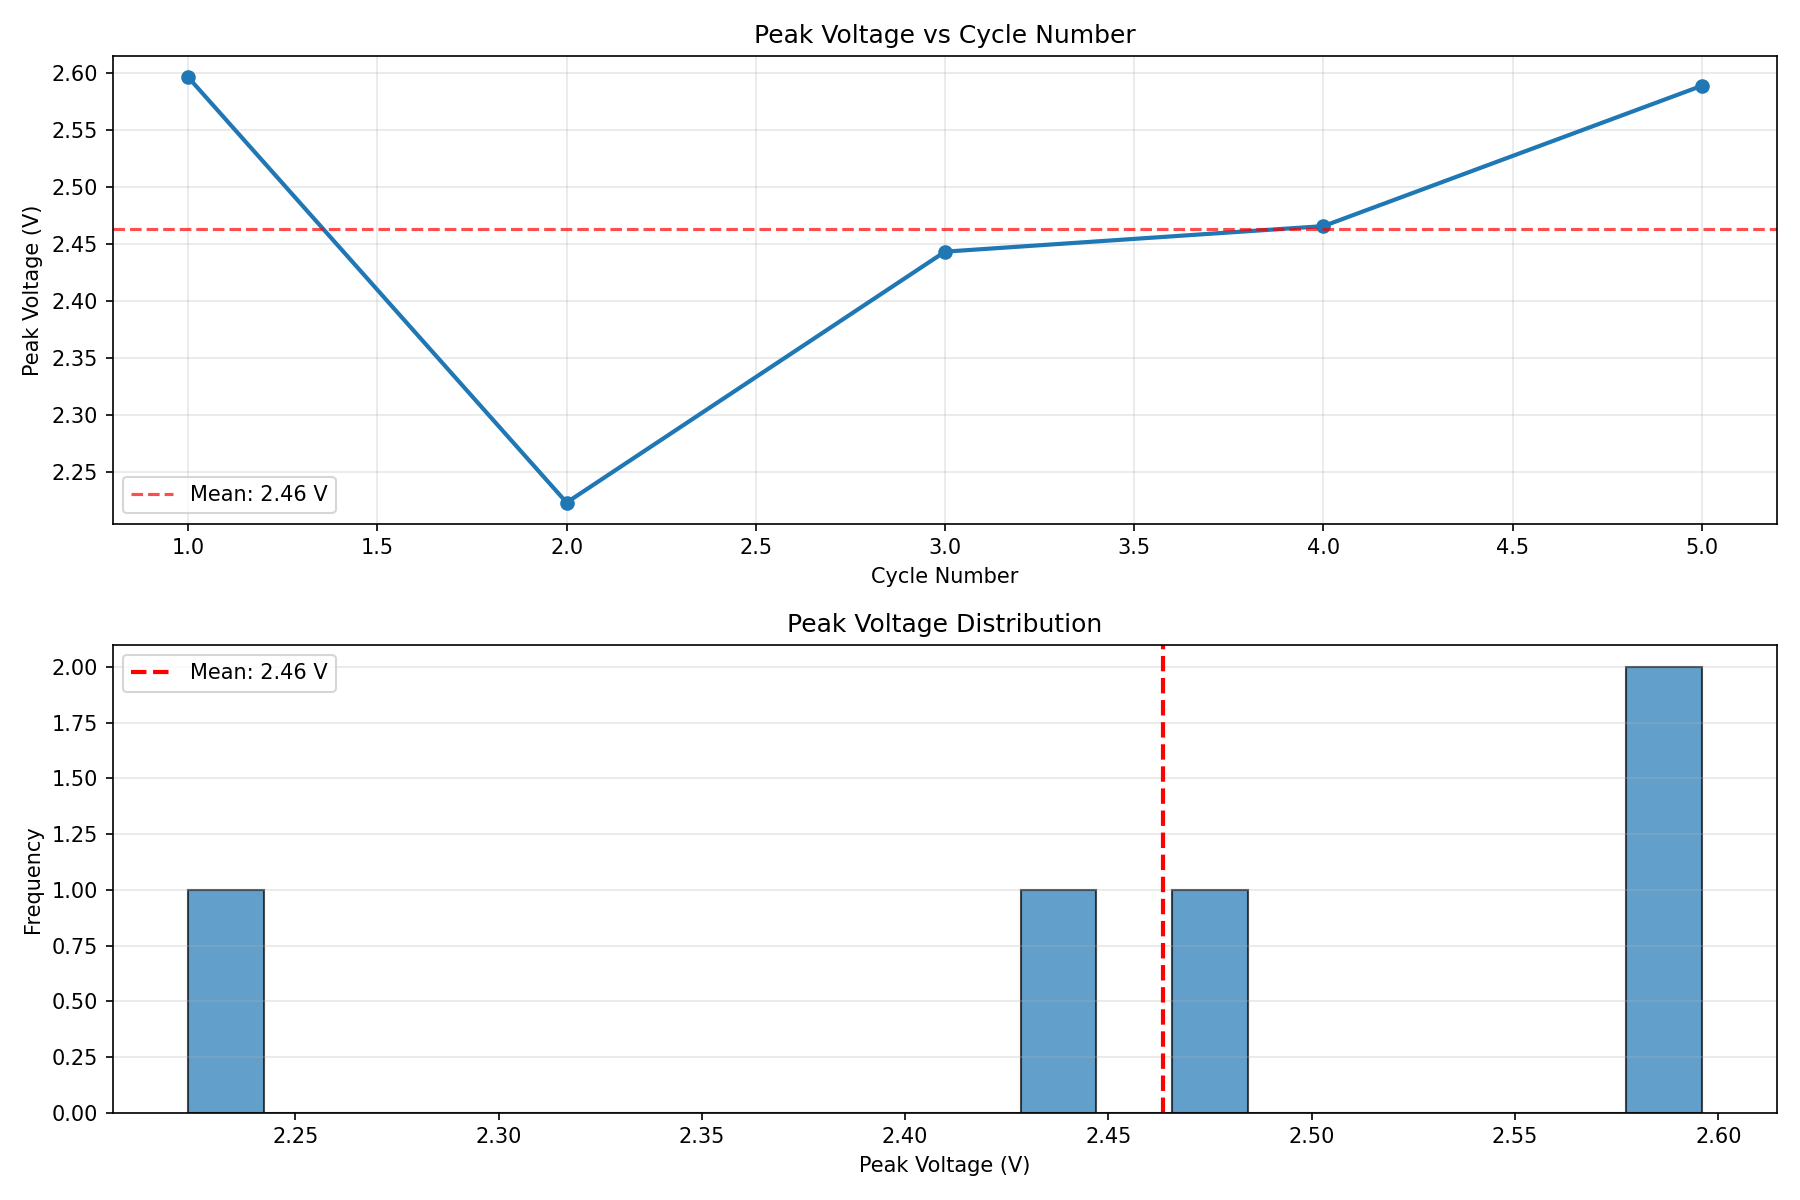 Peak Voltage vs Cycle Number
Peak Voltage (V)
2.60
2.55
2.50
2.45
2.40
2.35
2.30
2.25
Mean: 2.46 V
1.0 1.5 2.0 2.5 3.0 3.5 4.0 4.5 5.0
Cycle Number
Peak Voltage Distribution
Frequency
2.00
1.75
1.50
1.25
1.00
0.75
0.50
0.25
0.00
Mean: 2.46 V
2.25 2.30 2.35 2.40 2.45 2.50 2.55 2.60
Peak Voltage (V)